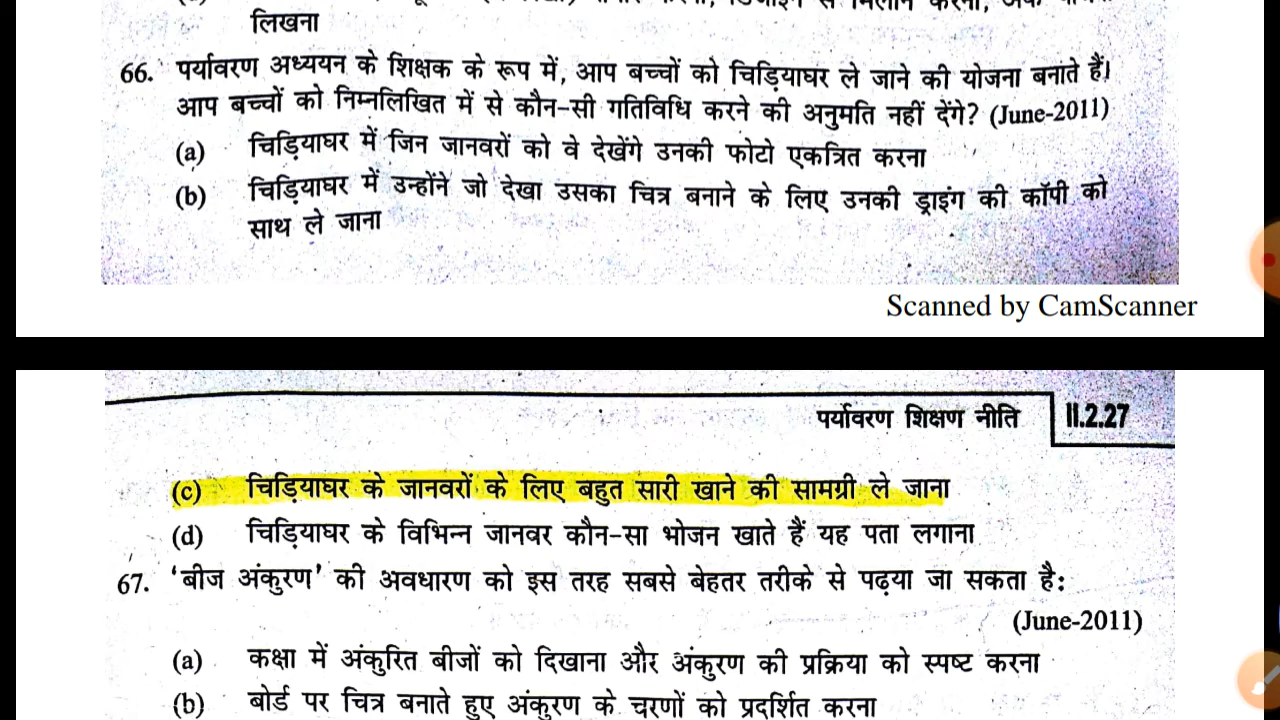 लिखना
66. पर्यावरण अध्ययन के शिक्षक के रूप में, आप बच्चों को चिड़ियाघर ले जाने की योजना बनाते हैं।
आप बच्चों को निम्नलिखित में से कौन-सी गतिविधि करने की अनुमति नहीं देंगे? (June-2011)
(a) चिड़ियाघर में जिन जानवरों को वे देखेंगे उनकी फोटो एकत्रित करना
(b) चिड़ियाघर में उन्होंने जो देखा उसका चित्र बनाने के लिए उनकी ड्राइंग की कॉपी को
साथ ले जाना
Scanned by CamScanner
पर्यावरण शिक्षण नीति II.2.27
(c) चिड़ियाघर के जानवरों के लिए बहुत सारी खाने की सामग्री ले जाना
(d) चिड़ियाघर के विभिन्न जानवर कौन-सा भोजन खाते हैं यह पता लगाना
67. 'बीज अंकुरण' की अवधारण को इस तरह सबसे बेहतर तरीके से पढ़या जा सकता है:
(June-2011)
(a) कक्षा में अंकुरित बीजों को दिखाना और अंकुरण की प्रक्रिया को स्पष्ट करना
(b) बोर्ड पर चित्र बनाते हुए अंकुरण के चरणों को प्रदर्शित करना